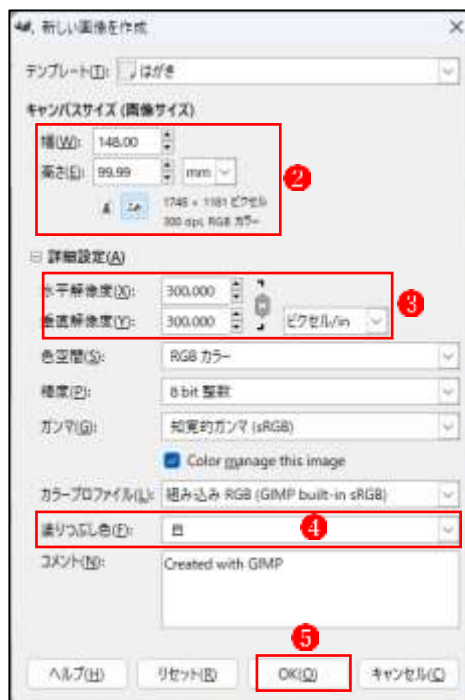 新しい画像を作成
テンプレート(T): はがき
キャンバスサイズ (画像サイズ)
幅(W): 148.00
高さ(E): 99.99 mm
2
1748 × 1181 ピクセル
300 dpi, RGB カラー
詳細設定(A)
水平解像度(X): 300.000
3
垂直解像度(Y): 300.000 ピクセル/in
色空間(S): RGB カラー
精度(P): 8 bit 整数
ガンマ(G): 知覚的ガンマ (sRGB)
Color manage this image
カラープロファイル(L): 組み込み RGB (GIMP built-in sRGB)
塗りつぶし色(F): 白 4
コメント(N): Created with GIMP
5
ヘルプ(H) リセット(R) OK(O) キャンセル(C)